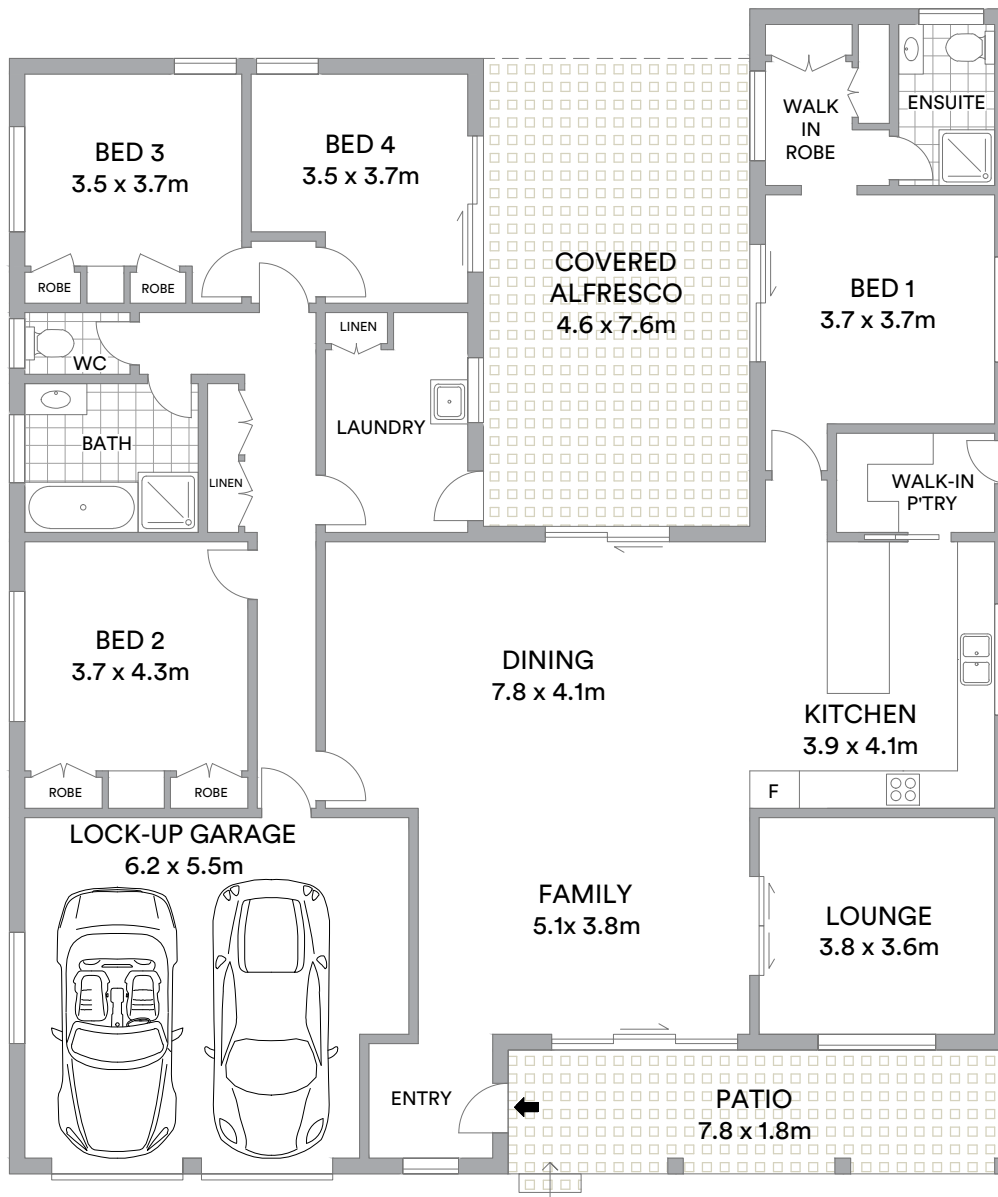 BED 3
3.5 x 3.7m
BED 4
3.5 x 3.7m
WALK
IN
ROBE
ENSUITE
ROBE
ROBE
COVERED
ALFRESCO
4.6 x 7.6m
BED 1
3.7 x 3.7m
WC
LINEN
BATH
LINEN
LAUNDRY
WALK-IN
P'TRY
BED 2
3.7 x 4.3m
DINING
7.8 x 4.1m
KITCHEN
3.9 x 4.1m
ROBE
ROBE
F
LOCK-UP GARAGE
6.2 x 5.5m
FAMILY
5.1x 3.8m
LOUNGE
3.8 x 3.6m
ENTRY
PATIO
7.8 x 1.8m